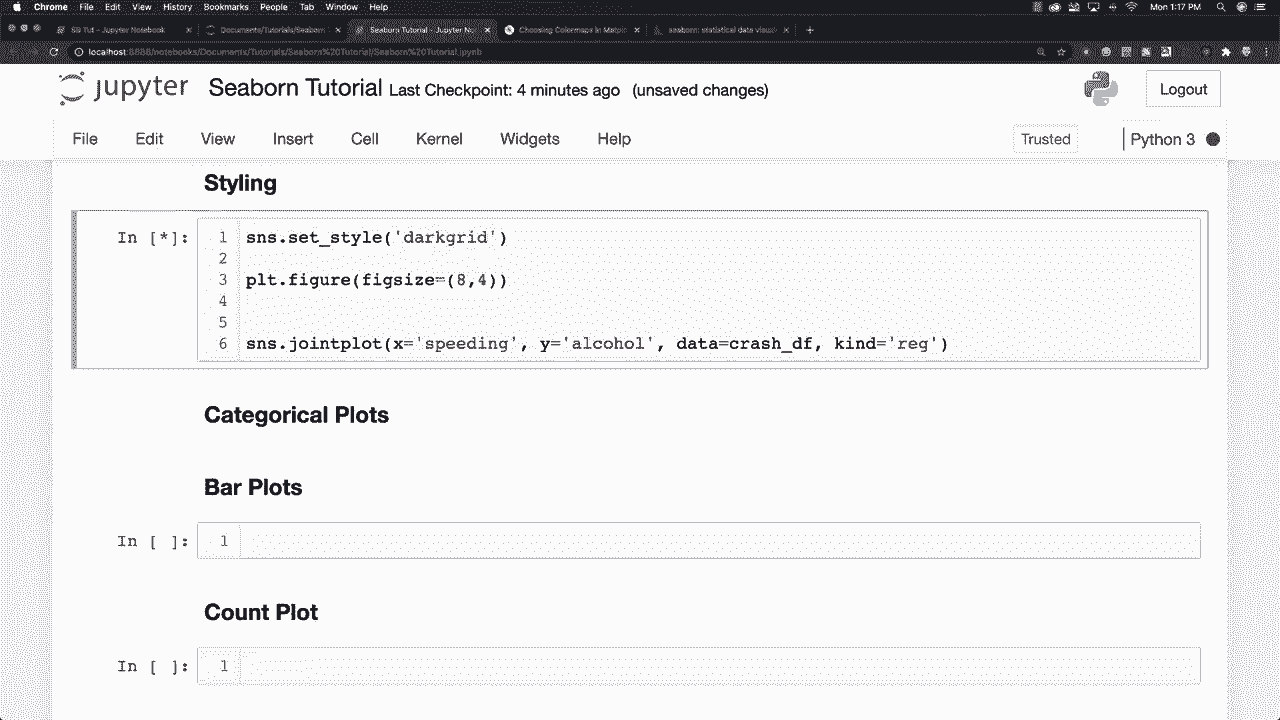 Chrome File Edit View History Bookmarks People Tab Window Help Mon 1:17 PM
SB Tut - Jupyter Notebook Documents/Tutorials/Seaborn Seaborn Tutorial - Jupyter No Choosing Colormaps in Matplo seaborn: statistical data visual
localhost:8888/notebooks/Documents/Tutorials/Seaborn%20Tutorial/Seaborn%20Tutorial.ipynb
jupyter Seaborn Tutorial Last Checkpoint: 4 minutes ago (unsaved changes) Logout
File Edit View Insert Cell Kernel Widgets Help Trusted Python 3
Styling
In [*]: 1 sns.set_style('darkgrid')
2
3 plt.figure(figsize=(8,4))
4
5
6 sns.jointplot(x='speeding', y='alcohol', data=crash_df, kind='reg')
Categorical Plots
Bar Plots
In [ ]: 1
Count Plot
In [ ]: 1